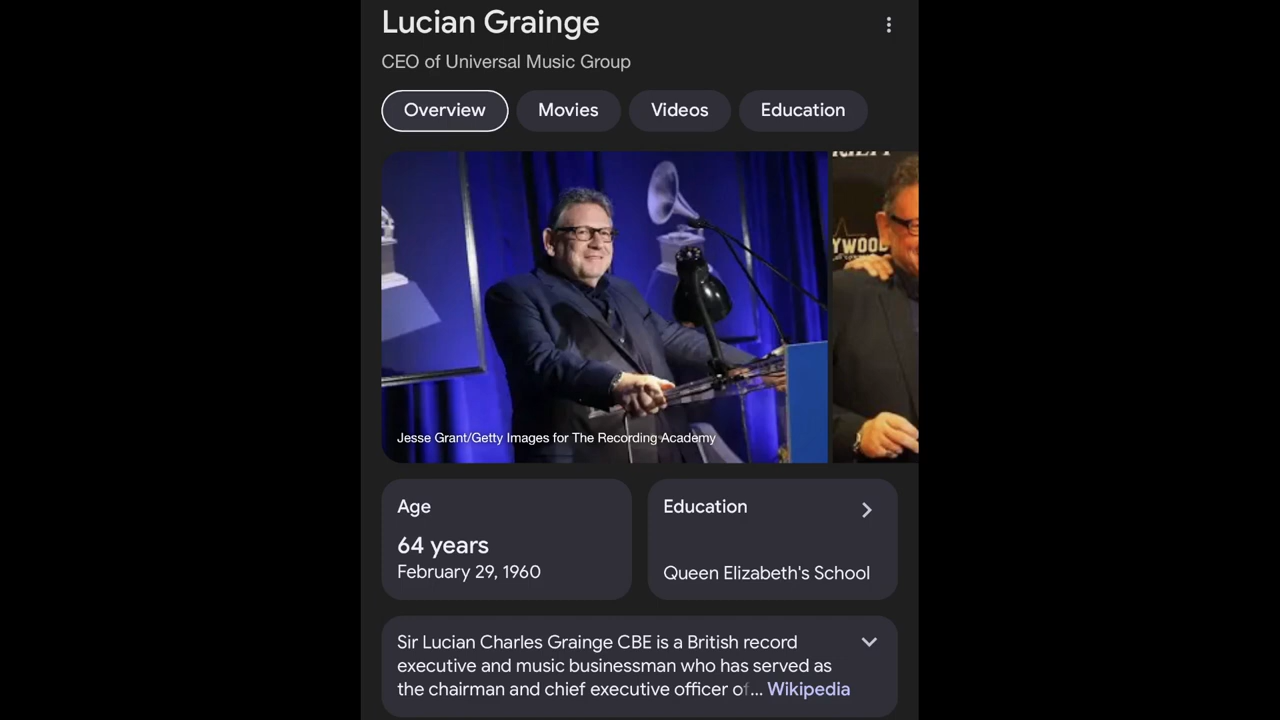 Lucian Grainge
CEO of Universal Music Group
Overview
Movies
Videos
Education
YWOOD
Jesse Grant/Getty Images for The Recording Academy
Age
Education
64 years
February 29, 1960
Queen Elizabeth's School
Sir Lucian Charles Grainge CBE is a British record
executive and music businessman who has served as
the chairman and chief executive officer of... Wikipedia